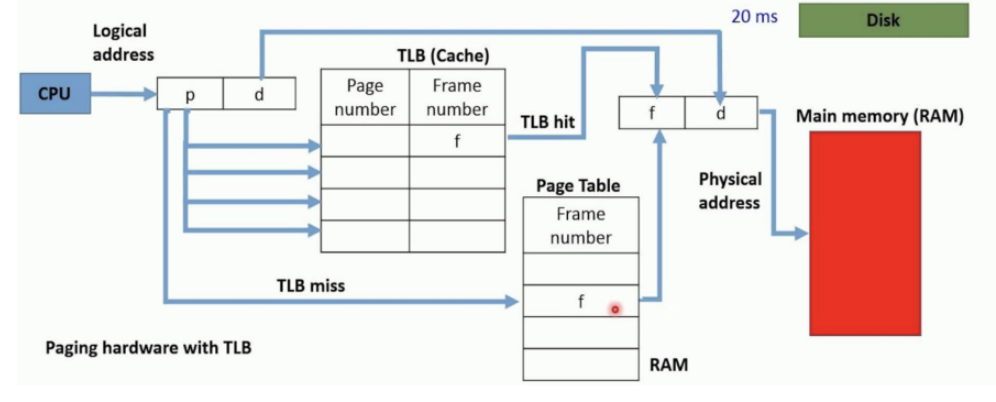 20 ms
Disk
Logical
address
TLB (Cache)
CPU
p
d
Page
number
Frame
number
f
TLB hit
f
d
Main memory (RAM)
Page Table
Physical
address
Frame
number
TLB miss
f
Paging hardware with TLB
RAM